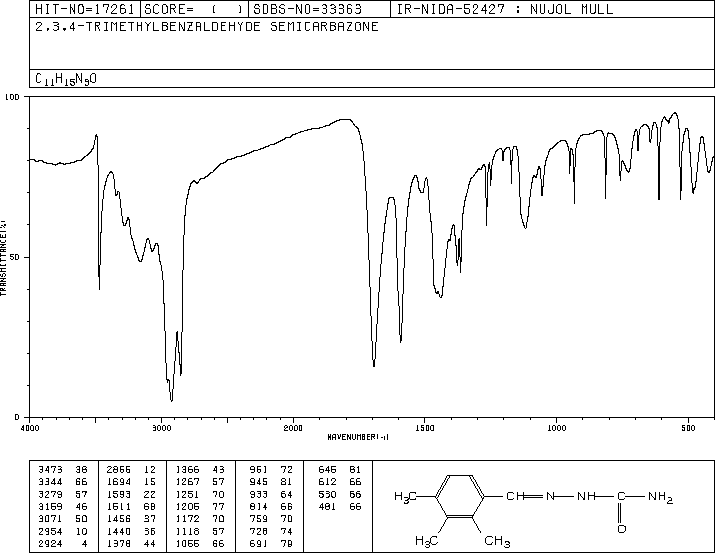 HIT-NO=17261 SCORE= ( ) SDBS-NO=33363 IR-NIDA-52427 : NUJOL MULL
2,3,4-TRIMETHYLBENZALDEHYDE SEMICARBAZONE
C11H15N3O
100
50
0
TRANSMITTANCE(%)
4000 3000 2000 1500 1000 500
WAVENUMBER(-1)
3473 38 2866 12 1366 43 961 72 646 81
3344 66 1694 15 1267 57 945 81 612 66
3279 57 1593 22 1251 70 933 64 530 66
3159 46 1511 68 1205 77 814 66 481 66
3071 50 1456 37 1172 70 759 70
2954 10 1440 36 1118 57 728 74
2924 4 1378 44 1055 66 691 79
H3C CH N NH C NH2
O
CH3 CH3